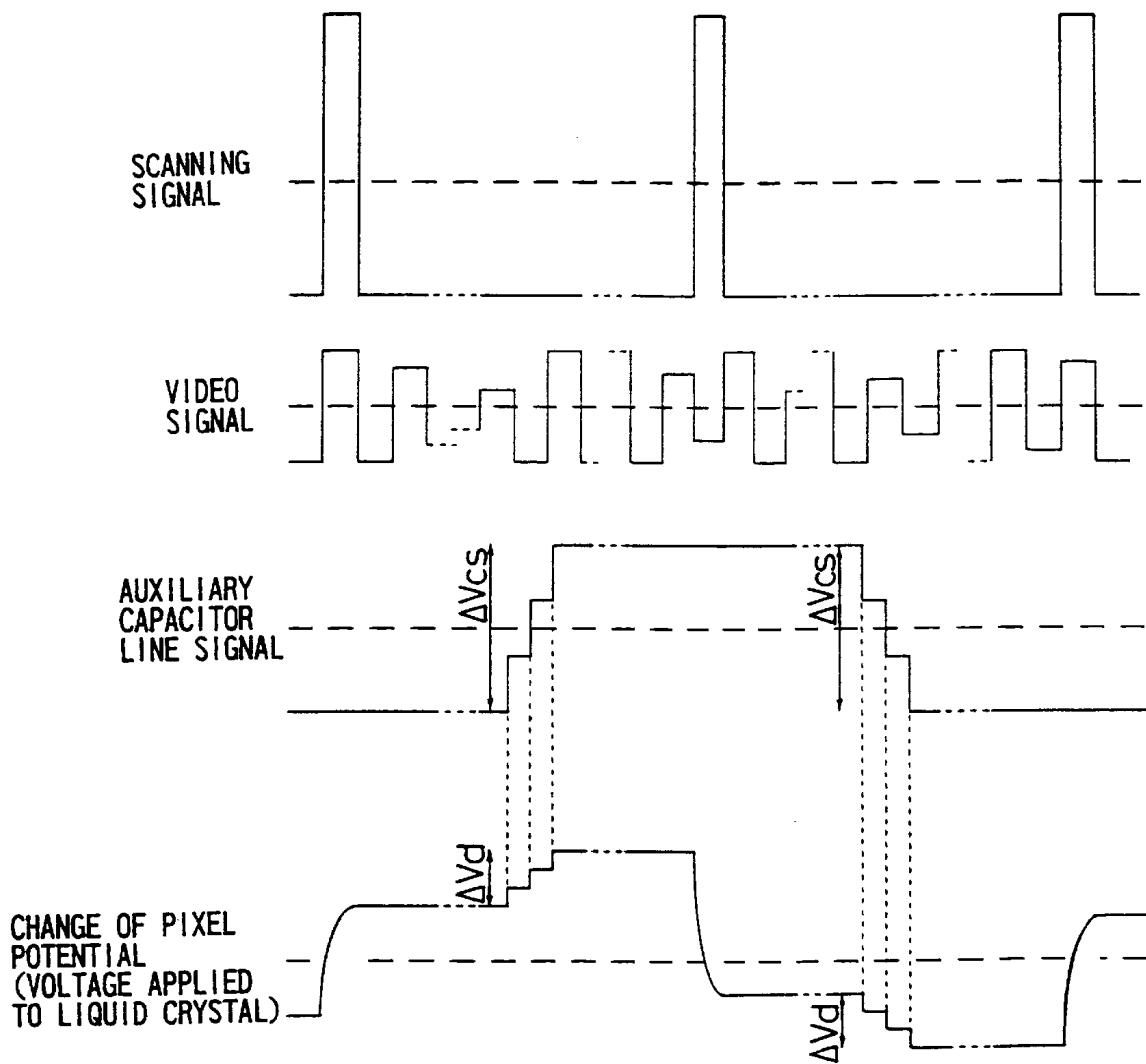 SCANNING
SIGNAL
VIDEO
SIGNAL
AUXILIARY
CAPACITOR
LINE SIGNAL
ΔVcs
ΔVcs
ΔVd
CHANGE OF PIXEL
POTENTIAL
(VOLTAGE APPLIED
TO LIQUID CRYSTAL)
ΔVd